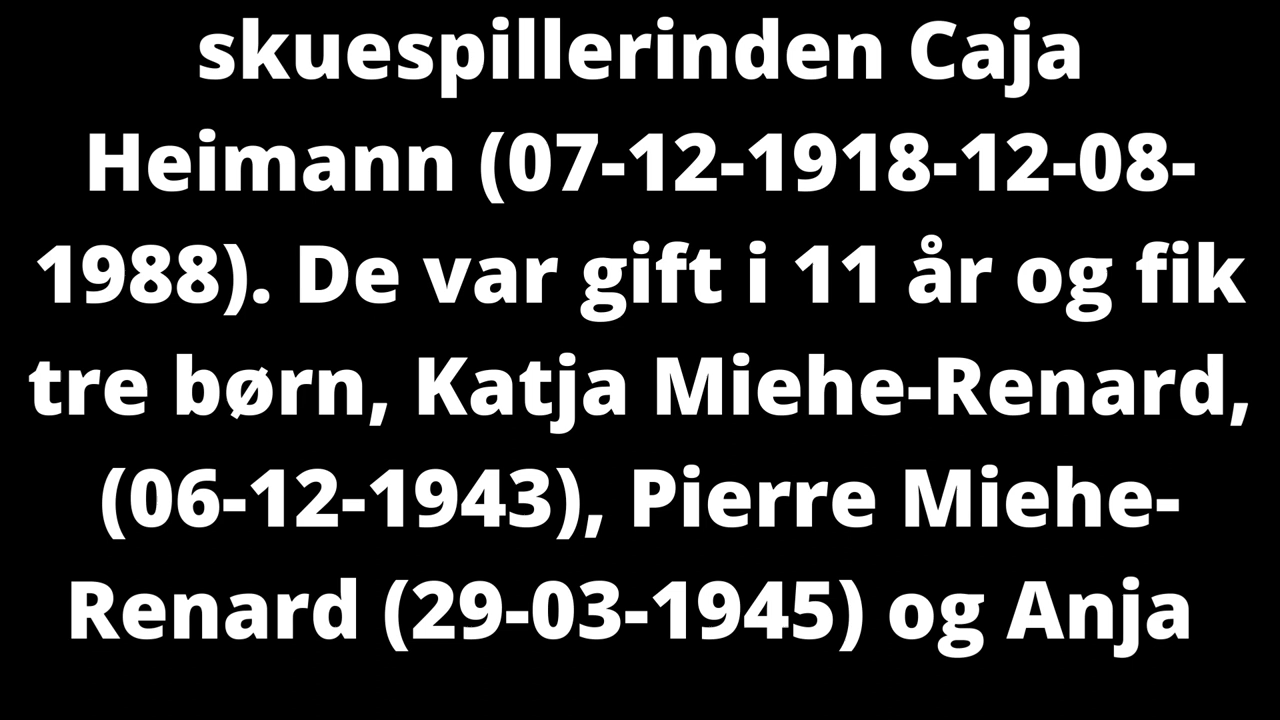 skuespillerinden Caja
Heimann (07-12-1918-12-08-
1988). De var gift i 11 år og fik
tre børn, Katja Miehe-Renard,
(06-12-1943), Pierre Miehe-
Renard (29-03-1945) og Anja